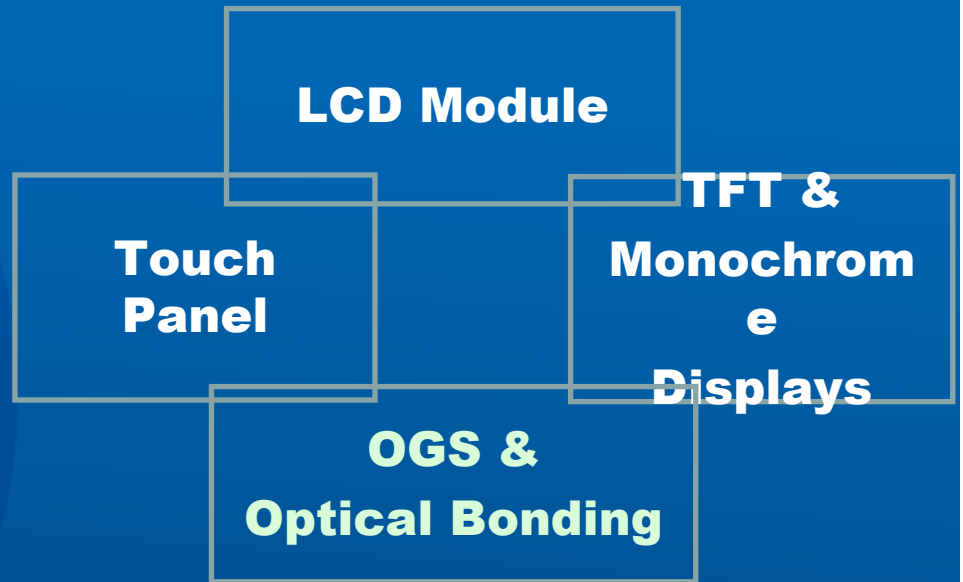 LCD Module
Touch
Panel
TFT &
Monochrom
e
Displays
OGS &
Optical Bonding